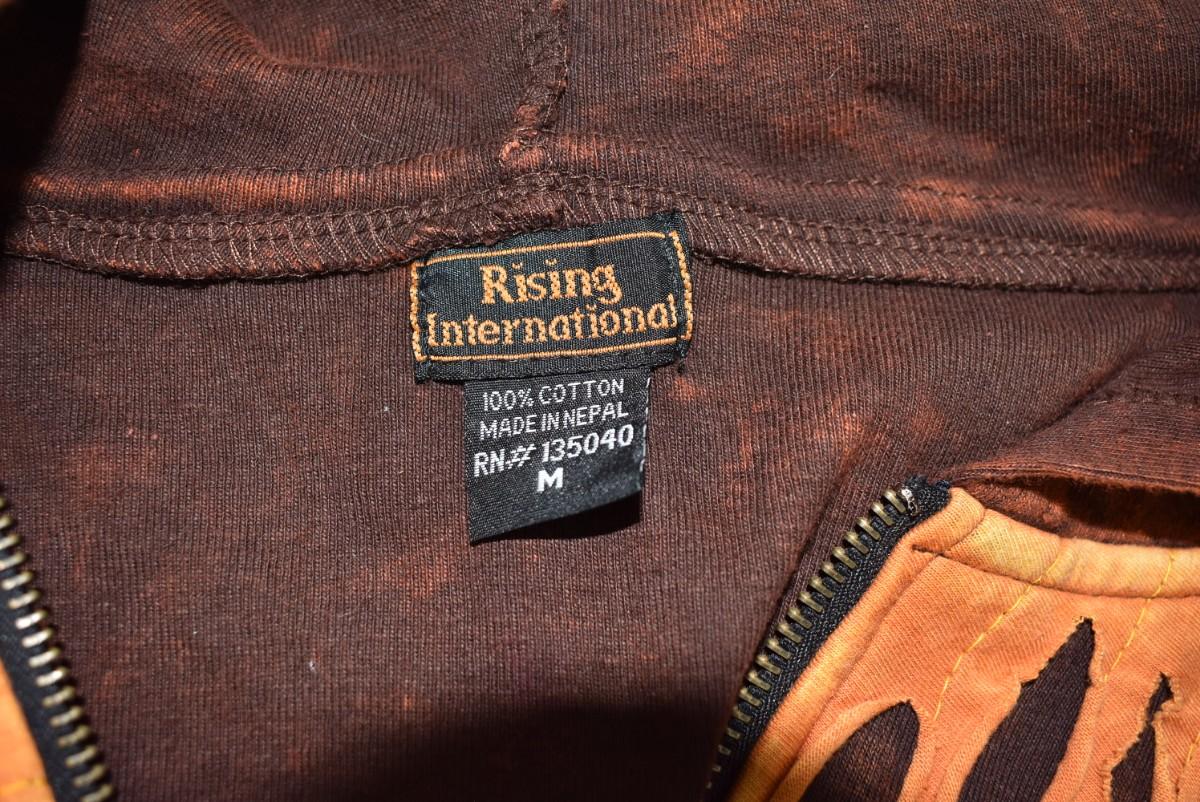 Rising
International
100% COTTON
MADE IN NEPAL
RN# 135040
M